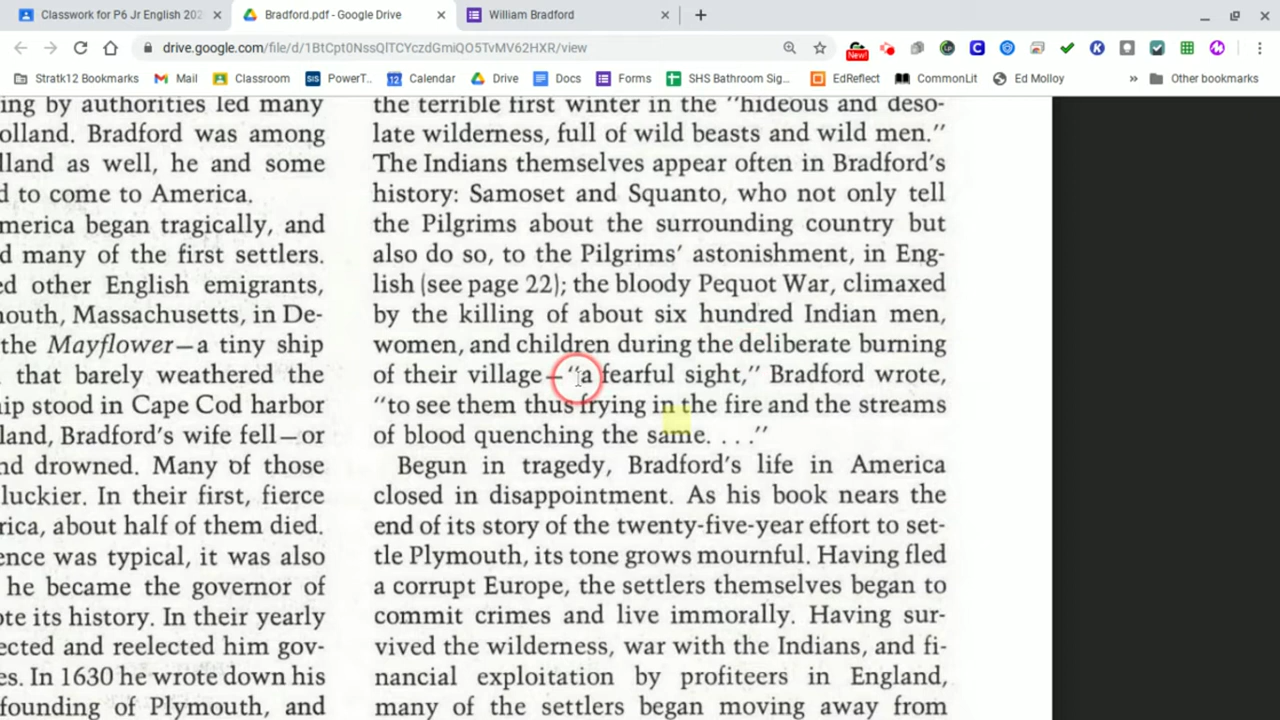 Classwork for P6 Jr English 202
Bradford.pdf - Google Drive
William Bradford
drive.google.com/file/d/1BtCpt0NssQlTCYczdGmiQO5TvMV62HXR/view
New!
Stratk12 Bookmarks
Mail
Classroom
SIS
PowerT...
12
Calendar
Drive
Docs
Forms
SHS Bathroom Sig...
EdReflect
CommonLit
Ed Molloy
»
Other bookmarks
ing by authorities led many
olland. Bradford was among
lland as well, he and some
d to come to America.
merica began tragically, and
d many of the first settlers.
ed other English emigrants,
nouth, Massachusetts, in De-
the Mayflower—a tiny ship
that barely weathered the
ip stood in Cape Cod harbor
land, Bradford's wife fell—or
nd drowned. Many of those
luckier. In their first, fierce
rica, about half of them died.
ence was typical, it was also
he became the governor of
ote its history. In their yearly
ected and reelected him gov-
es. In 1630 he wrote down his
founding of Plymouth, and
the terrible first winter in the "hideous and deso-
late wilderness, full of wild beasts and wild men."
The Indians themselves appear often in Bradford's
history: Samoset and Squanto, who not only tell
the Pilgrims about the surrounding country but
also do so, to the Pilgrims' astonishment, in Eng-
lish (see page 22); the bloody Pequot War, climaxed
by the killing of about six hundred Indian men,
women, and children during the deliberate burning
of their village—"a fearful sight," Bradford wrote,
"to see them thus frying in the fire and the streams
of blood quenching the same. . . ."
Begun in tragedy, Bradford's life in America
closed in disappointment. As his book nears the
end of its story of the twenty-five-year effort to set-
tle Plymouth, its tone grows mournful. Having fled
a corrupt Europe, the settlers themselves began to
commit crimes and live immorally. Having sur-
vived the wilderness, war with the Indians, and fi-
nancial exploitation by profiteers in England,
many of the settlers began moving away from